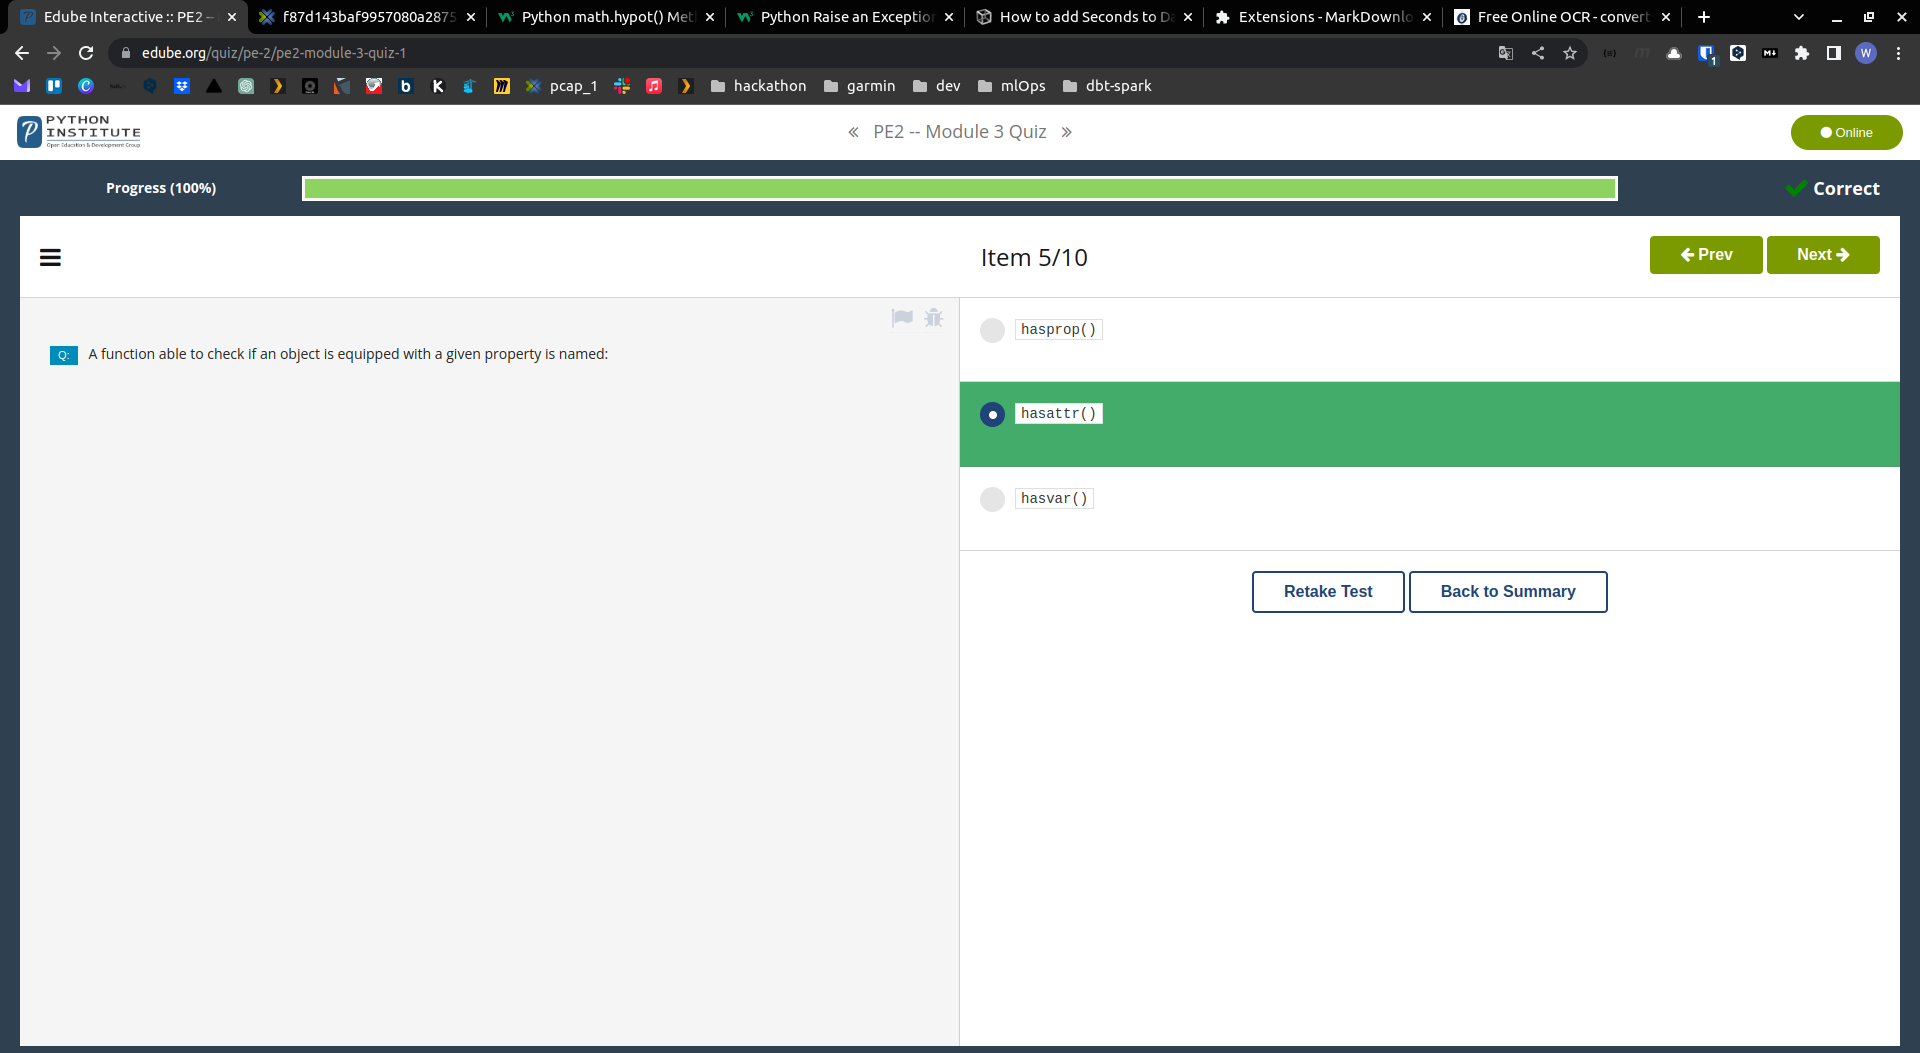 Edube Interactive :: PE2 –
f87d143baf9957080a2875
Python math.hypot() Met
Python Raise an Exception
How to add Seconds to Da
Extensions - MarkDownlo
Free Online OCR - convert
edube.org/quiz/pe-2/pe2-module-3-quiz-1
1
W
pcap_1
hackathon
garmin
dev
mlOps
dbt-spark
PYTHON
INSTITUTE
Open Education & Development Group
« PE2 -- Module 3 Quiz »
Online
Progress (100%)
Correct
Item 5/10
Prev
Next
Q: A function able to check if an object is equipped with a given property is named:
hasprop()
hasattr()
hasvar()
Retake Test
Back to Summary